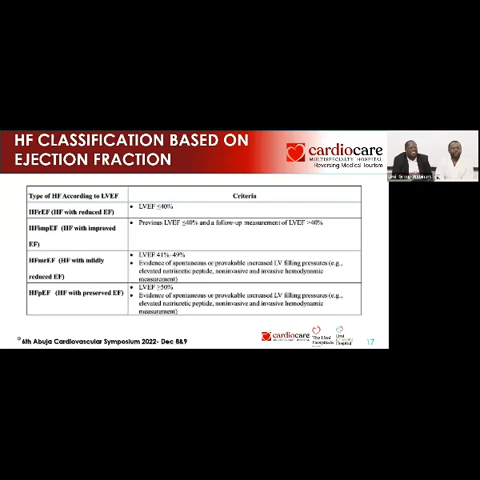 HF CLASSIFICATION BASED ON
EJECTION FRACTION
cardiocare
MULTISPECIALTY HOSPITAL
Reversing Medical Tourism
Type of HF According to LVEF
Criteria
HFrEF (HF with reduced EF)
• LVEF ≤40%
HFimpEF (HF with improved
EF)
• Previous LVEF ≤40% and a follow-up measurement of LVEF >40%
HFmrEF (HF with mildly
reduced EF)
• LVEF 41%–49%
• Evidence of spontaneous or provokable increased LV filling pressures (e.g.,
elevated natriuretic peptide, noninvasive and invasive hemodynamic
measurement)
HFpEF (HF with preserved EF)
• LVEF ≥50%
• Evidence of spontaneous or provokable increased LV filling pressures (e.g.,
elevated natriuretic peptide, noninvasive and invasive hemodynamic
measurement)
6th Abuja Cardiovascular Symposium 2022- Dec 8&9
cardiocare
17